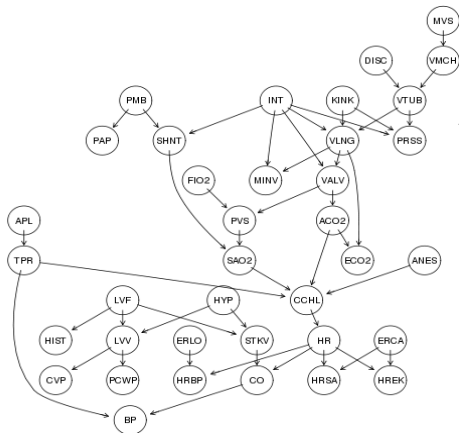 MVS
DISC VMCH
PMB INT KINK VTUB
PAP SHNT VLNG PRSS
FIO2 MINV VALV
APL PVS ACO2
TPR SAO2 ECO2 ANES
LVF HYP CCHL
HIST LVV ERLO STKV HR ERCA
CVP PCWP HRBP CO HRSA HREK
BP